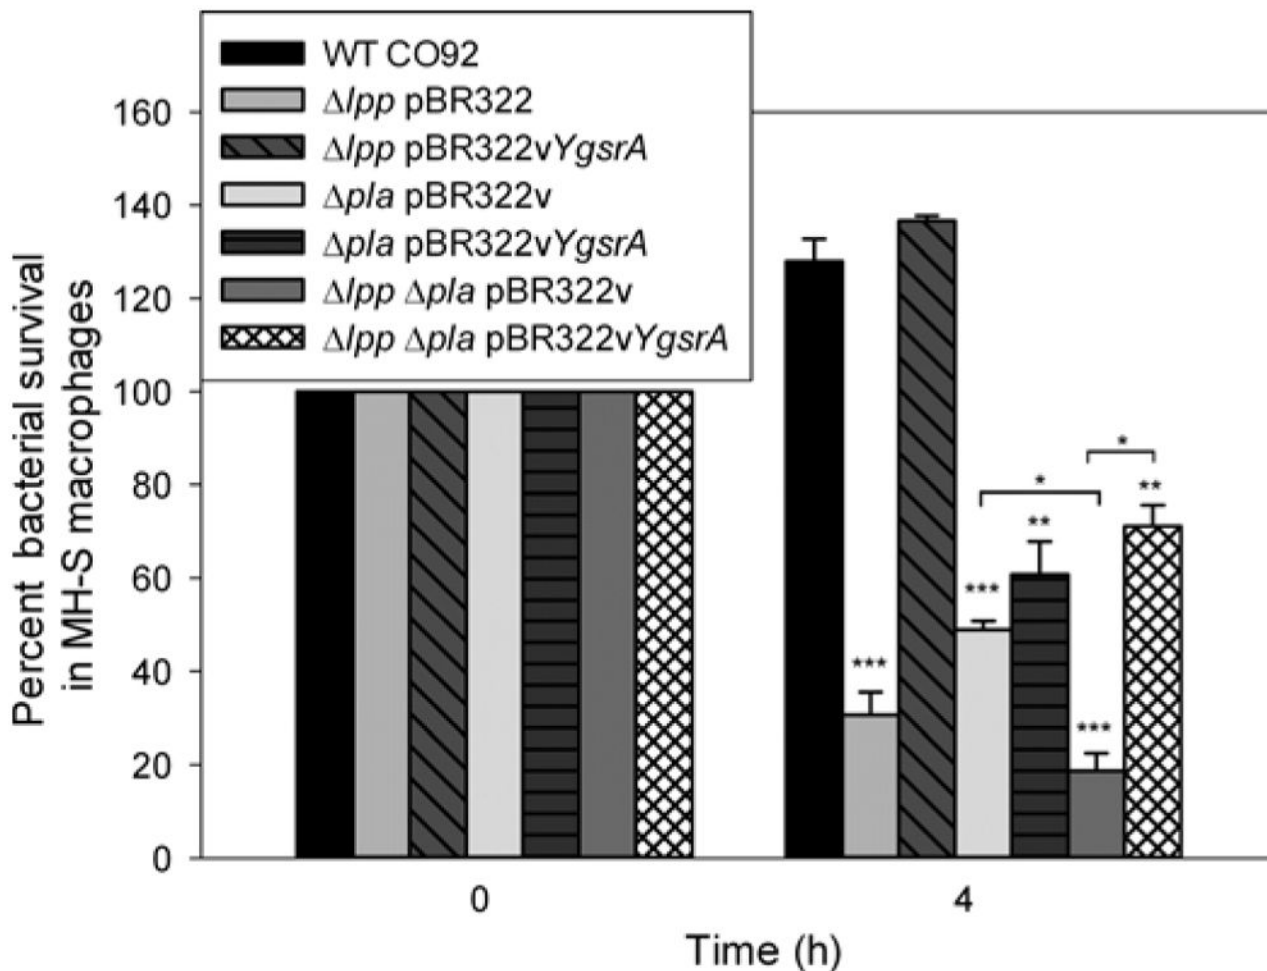 WT CO92
Δlpp pBR322
Δlpp pBR322vYgsrA
Δpla pBR322v
Δpla pBR322vYgsrA
Δlpp Δpla pBR322v
Δlpp Δpla pBR322vYgsrA
160
140
120
100
80
60
40
20
0
Percent bacterial survival
in MH-S macrophages
***
***
**
*
***
*
**
0
4
Time (h)